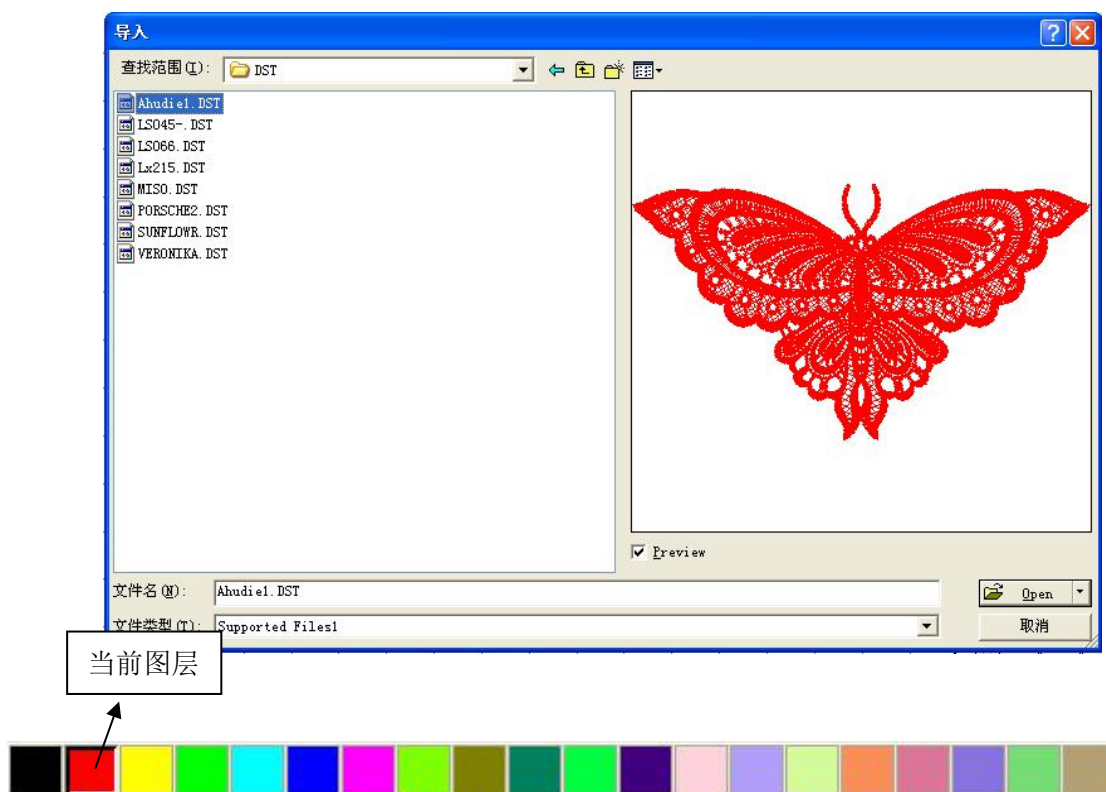 导入
查找范围(I): DST
Ahudie1.DST
LS045-.DST
LS066.DST
Lx215.DST
MISO.DST
PORSCHE2.DST
SUNFLOWR.DST
VERONIKA.DST
Preview
文件名(N): Ahudie1.DST Open
文件类型(T): Supported Files1 取消
当前图层